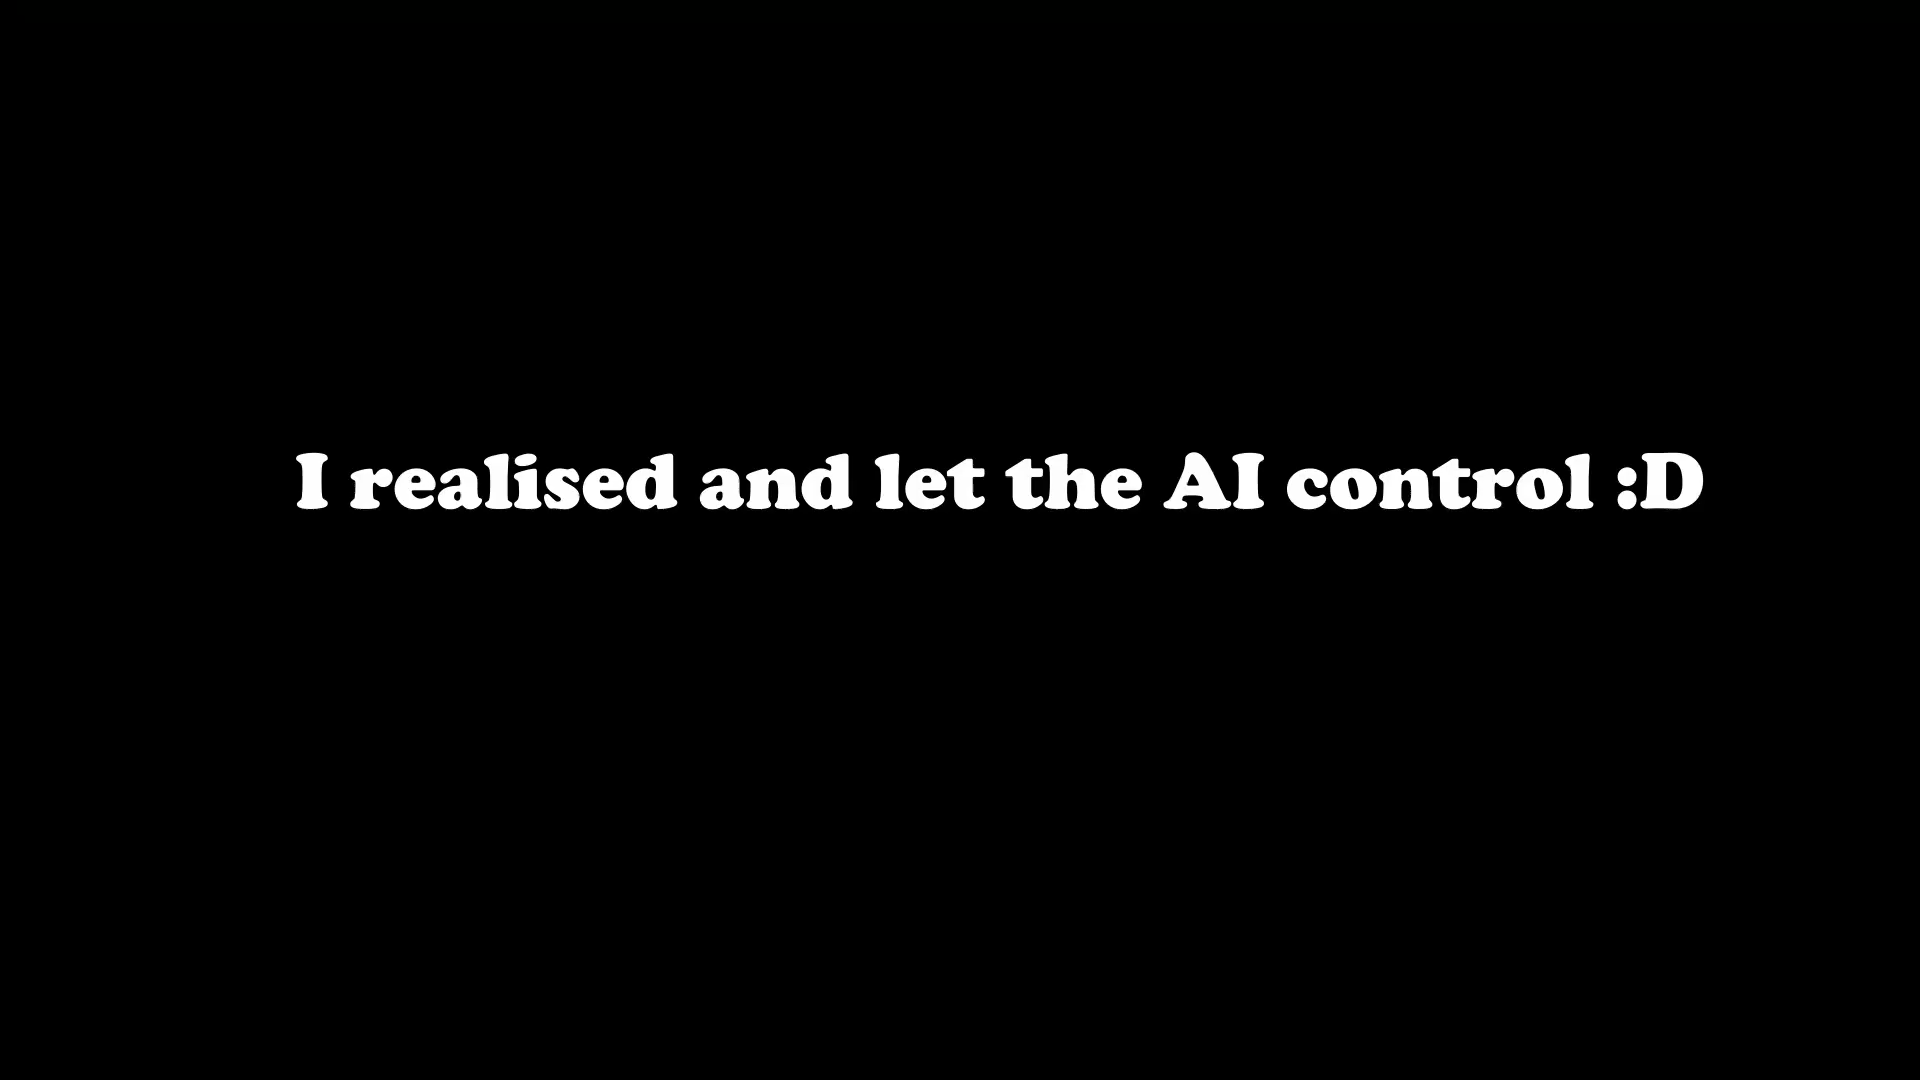 I realised and let the AI control :D